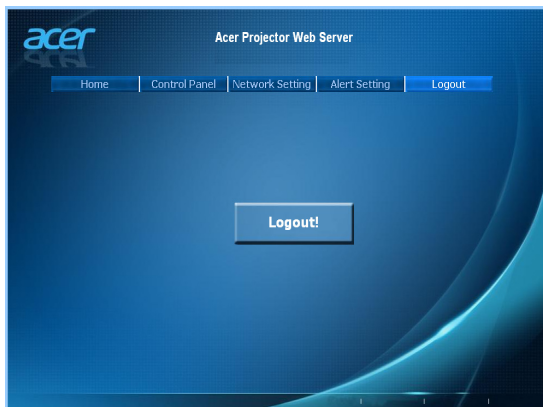 acer
Acer Projector Web Server
Home Control Panel Network Setting Alert Setting Logout
Logout!